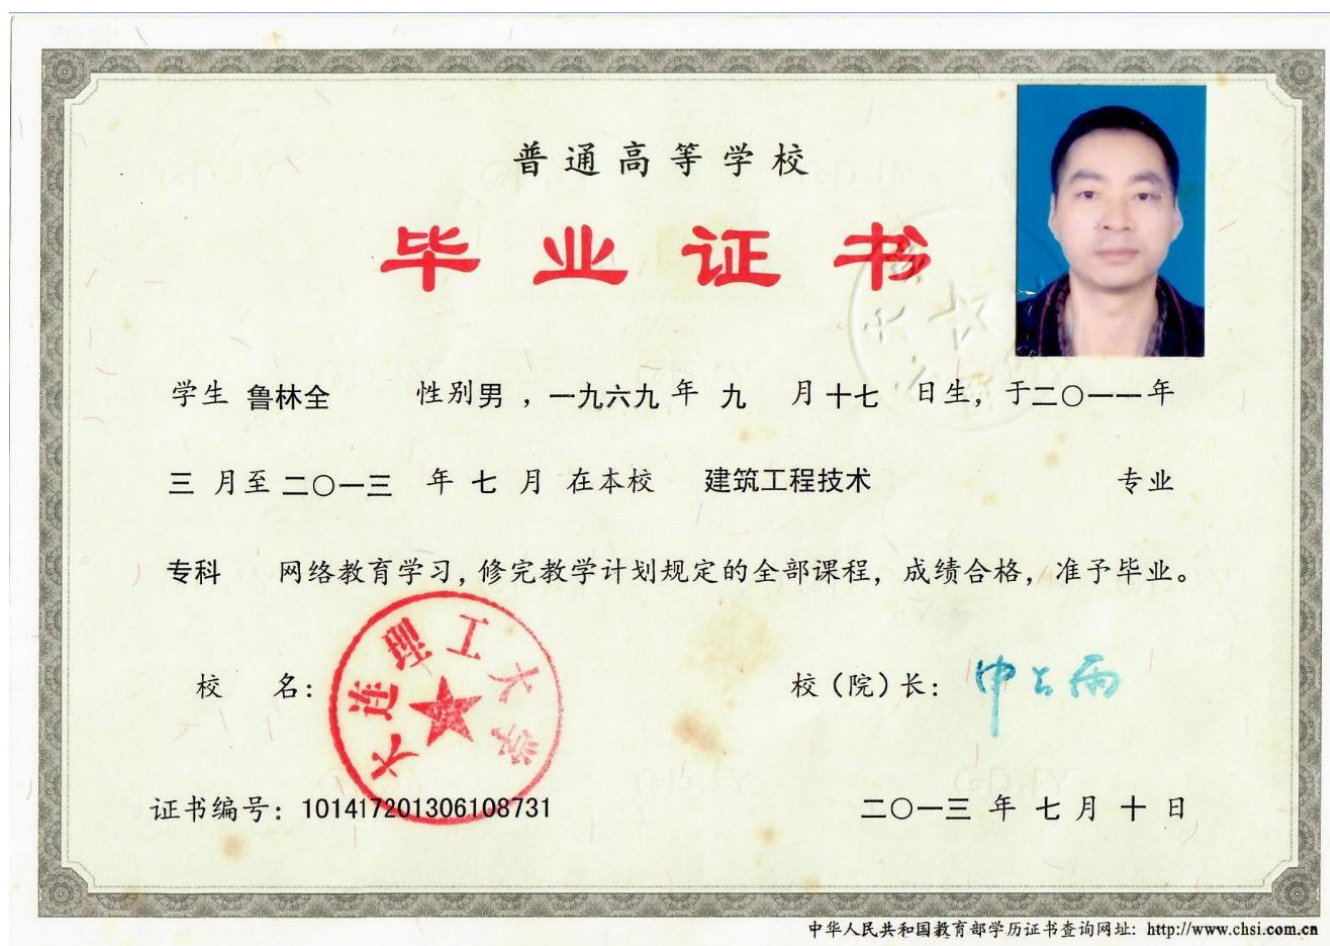 普通高等学校
毕业证书
学生 鲁林全 性别男，一九六九年 九 月十七 日生，于二〇一一年
三 月至二〇一三 年 七 月 在本校 建筑工程技术 专业
专科 网络教育学习，修完教学计划规定的全部课程，成绩合格，准予毕业。
大连理工大学
校 名： 校（院）长：
证书编号：101417201306108731 二〇一三 年 七 月 十 日
中华人民共和国教育部学历证书查询网址：http://www.chsi.com.cn